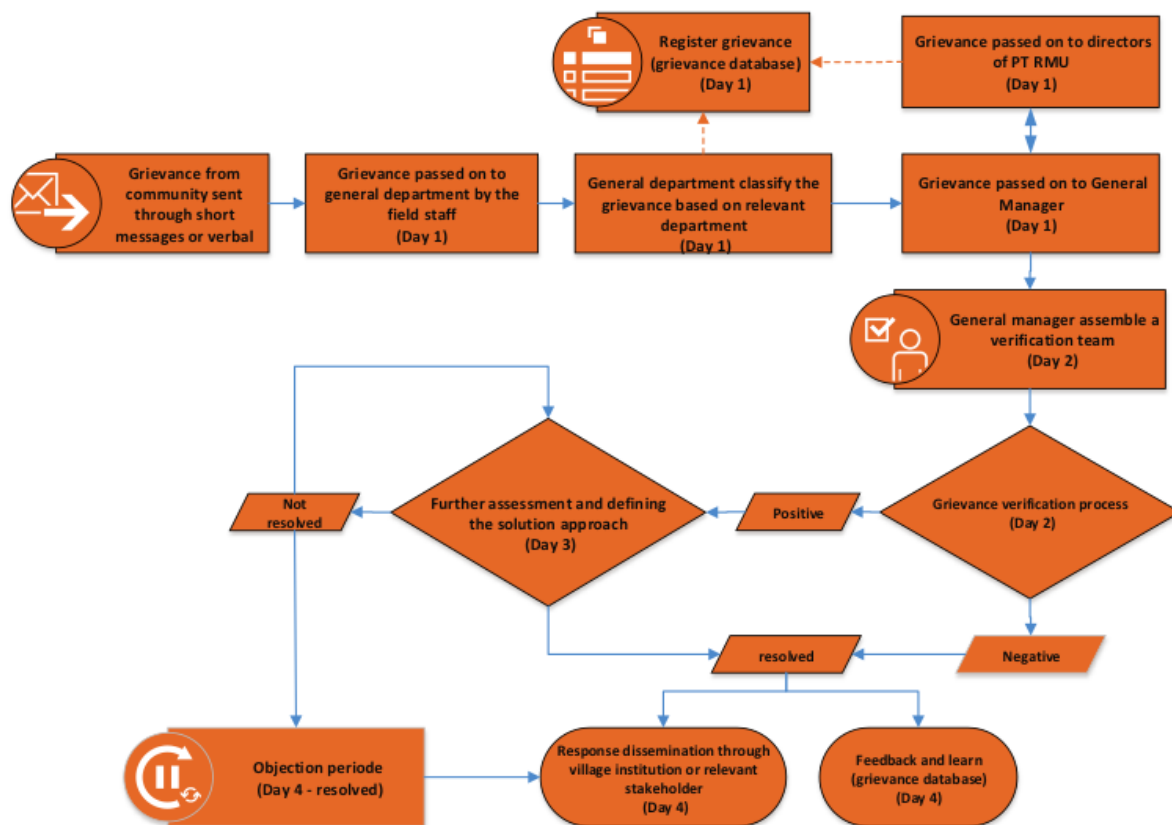 Register grievance
(grievance database)
(Day 1)
Grievance passed on to directors
of PT RMU
(Day 1)
Grievance from
community sent
through short
messages or verbal
Grievance passed on to
general department by the
field staff
(Day 1)
General department classify the
grievance based on relevant
department
(Day 1)
Grievance passed on to General
Manager
(Day 1)
General manager assemble a
verification team
(Day 2)
Not
resolved
Further assessment and defining
the solution approach
(Day 3)
Positive
Grievance verification process
(Day 2)
resolved
Negative
Objection periode
(Day 4 - resolved)
Response dissemination through
village institution or relevant
stakeholder
(Day 4)
Feedback and learn
(grievance database)
(Day 4)